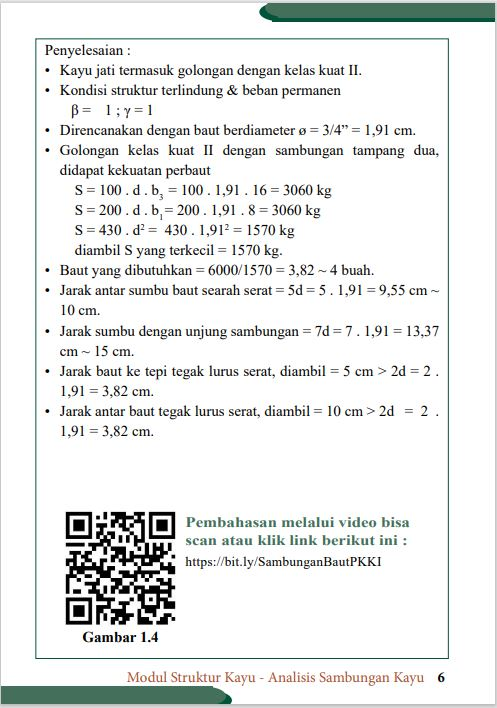 Penyelesaian :
• Kayu jati termasuk golongan dengan kelas kuat II.
• Kondisi struktur terlindung & beban permanen
β = 1 ; γ = 1
• Direncanakan dengan baut berdiameter ø = 3/4” = 1,91 cm.
• Golongan kelas kuat II dengan sambungan tampang dua,
didapat kekuatan perbaut
S = 100 . d . b₃ = 100 . 1,91 . 16 = 3060 kg
S = 200 . d . b₁ = 200 . 1,91 . 8 = 3060 kg
S = 430 . d² = 430 . 1,91² = 1570 kg
diambil S yang terkecil = 1570 kg.
• Baut yang dibutuhkan = 6000/1570 = 3,82 ~ 4 buah.
• Jarak antar sumbu baut searah serat = 5d = 5 . 1,91 = 9,55 cm ~
10 cm.
• Jarak sumbu dengan unjung sambungan = 7d = 7 . 1,91 = 13,37
cm ~ 15 cm.
• Jarak baut ke tepi tegak lurus serat, diambil = 5 cm > 2d = 2 .
1,91 = 3,82 cm.
• Jarak antar baut tegak lurus serat, diambil = 10 cm > 2d = 2 .
1,91 = 3,82 cm.
Pembahasan melalui video bisa
scan atau klik link berikut ini :
https://bit.ly/SambunganBautPKKI
Gambar 1.4
Modul Struktur Kayu - Analisis Sambungan Kayu 6